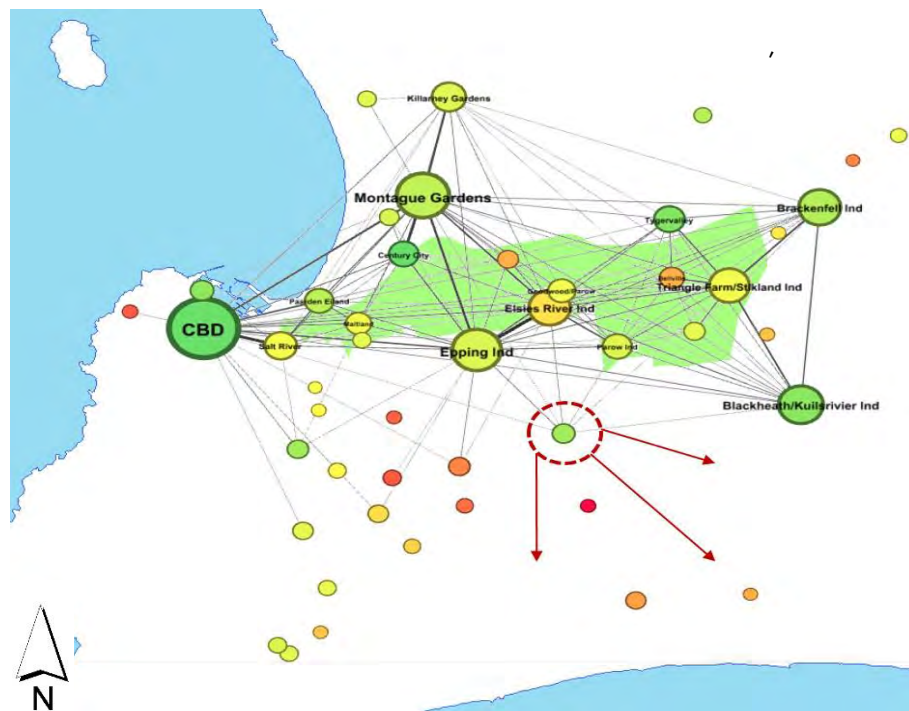 ,
Killarney Gardens
Montague Gardens
Brackenfell Ind
Tygervalley
Century City
Bellville
Triangle Farm/Stikland Ind
Goodwood/Parow
Elsies River Ind
Paarden Eiland
Maitland
CBD
Salt River
Epping Ind
Parow Ind
Blackheath/Kuilsrivier Ind
N